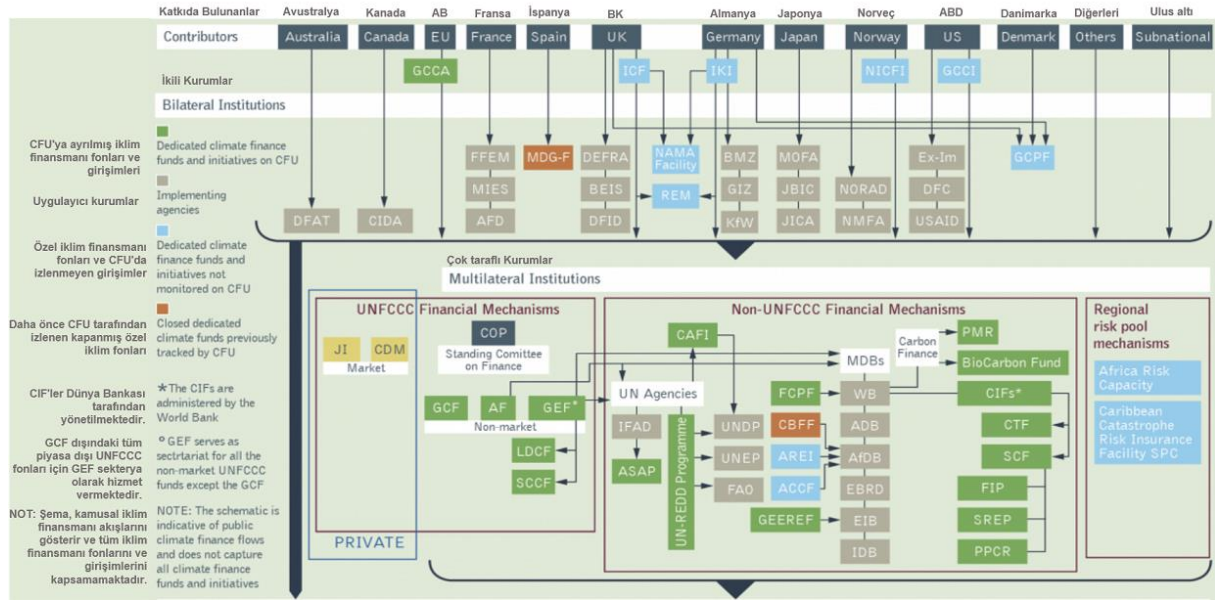 Katkıda Bulunanlar Avustralya Kanada AB Fransa İspanya BK Almanya Japonya Norveç ABD Danimarka Diğerleri Ulus altı
Contributors Australia Canada EU France Spain UK Germany Japan Norway US Denmark Others Subnational
GCCA ICF IKI NICFI GCCI
İkili Kurumlar
Bilateral Institutions
CFU'ya ayrılmış iklim
finansmanı fonları ve
girişimleri
Dedicated climate finance
funds and initiatives on CFU
Uygulayıcı kurumlar
Implementing
agencies
FFEM MDG-F DEFRA NAMA Facility BMZ MOFA Ex-Im GCPF
MIES BEIS REM GIZ JBIC NORAD DFC
DFAT CIDA AFD DFID KfW JICA NMFA USAID
Özel iklim finansmanı
fonları ve CFU'da
izlenmeyen girişimler
Dedicated climate
finance funds and
initiatives not
monitored on CFU
Çok taraflı Kurumlar
Multilateral Institutions
Daha önce CFU tarafından
izlenen kapanmış özel
iklim fonları
Closed dedicated
climate funds previously
tracked by CFU
CIF'ler Dünya Bankası
tarafından
yönetilmektedir.
*The CIFs are
administered by the
World Bank
GCF dışındaki tüm
piyasa dışı UNFCCC
fonları için GEF sekterya
olarak hizmet
vermektedir.
° GEF serves as
sectrtariat for all the
non-market UNFCCC
funds except the GCF
NOT: Şema, kamusal iklim
finansmanı akışlarını
gösterir ve tüm iklim
finansmanı fonlarını ve
girişimlerini
kapsamamaktadır.
NOTE: The schematic is
indicative of public
climate finance flows
and does not capture
all climate finance
funds and initiatives
UNFCCC Financial Mechanisms
COP
JI CDM
Market
Standing Comittee
on Finance
GCF AF GEF°
Non-market
LDCF
SCCF
PRIVATE
Non-UNFCCC Financial Mechanisms
CAFI
UN Agencies
IFAD
ASAP
UN-REDD Programme
UNDP
UNEP
FAO
FCPF
CBFF
AREI
ACCF
GEEREF
MDBs
WB
ADB
AfDB
EBRD
EIB
IDB
Carbon
Finance
PMR
BioCarbon Fund
CIFs*
CTF
SCF
FIP
SREP
PPCR
Regional
risk pool
mechanisms
Africa Risk
Capacity
Caribbean
Catastrophe
Risk Insurance
Facility SPC